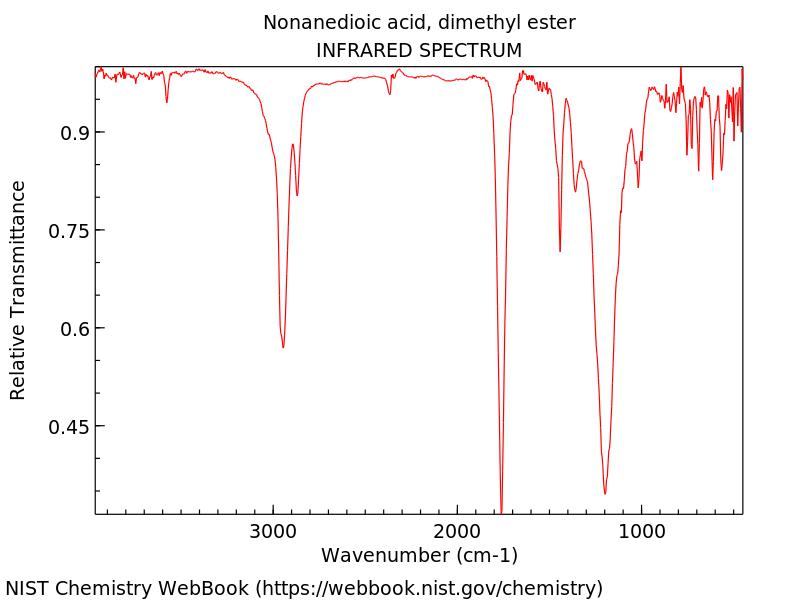 Nonanedioic acid, dimethyl ester
INFRARED SPECTRUM
Relative Transmittance
0.9
0.75
0.6
0.45
3000 2000 1000
Wavenumber (cm-1)
NIST Chemistry WebBook (https://webbook.nist.gov/chemistry)